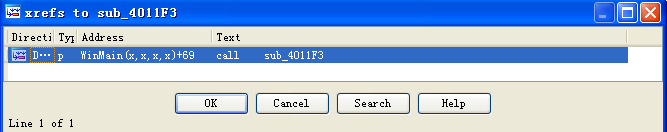 xrefs to sub_4011F3
Directi Typ Address Text
D··· p WinMain(x,x,x,x)+69 call sub_4011F3
OK Cancel Search Help
Line 1 of 1